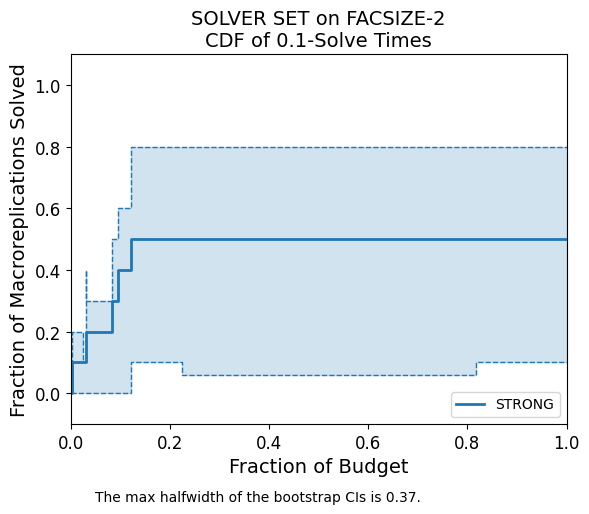 SOLVER SET on FACSIZE-2
CDF of 0.1-Solve Times
Fraction of Macroreplications Solved
1.0
0.8
0.6
0.4
0.2
0.0
STRONG
0.0 0.2 0.4 0.6 0.8 1.0
Fraction of Budget
The max halfwidth of the bootstrap CIs is 0.37.